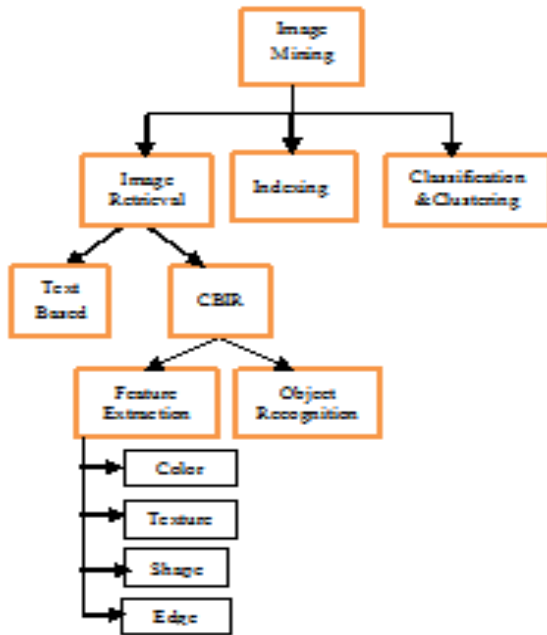 Image
Mining
Image
Retrieval
Indexing
Classification
&Clustering
Text
Based
CBIR
Feature
Extraction
Object
Recognition
Color
Texture
Shape
Edge